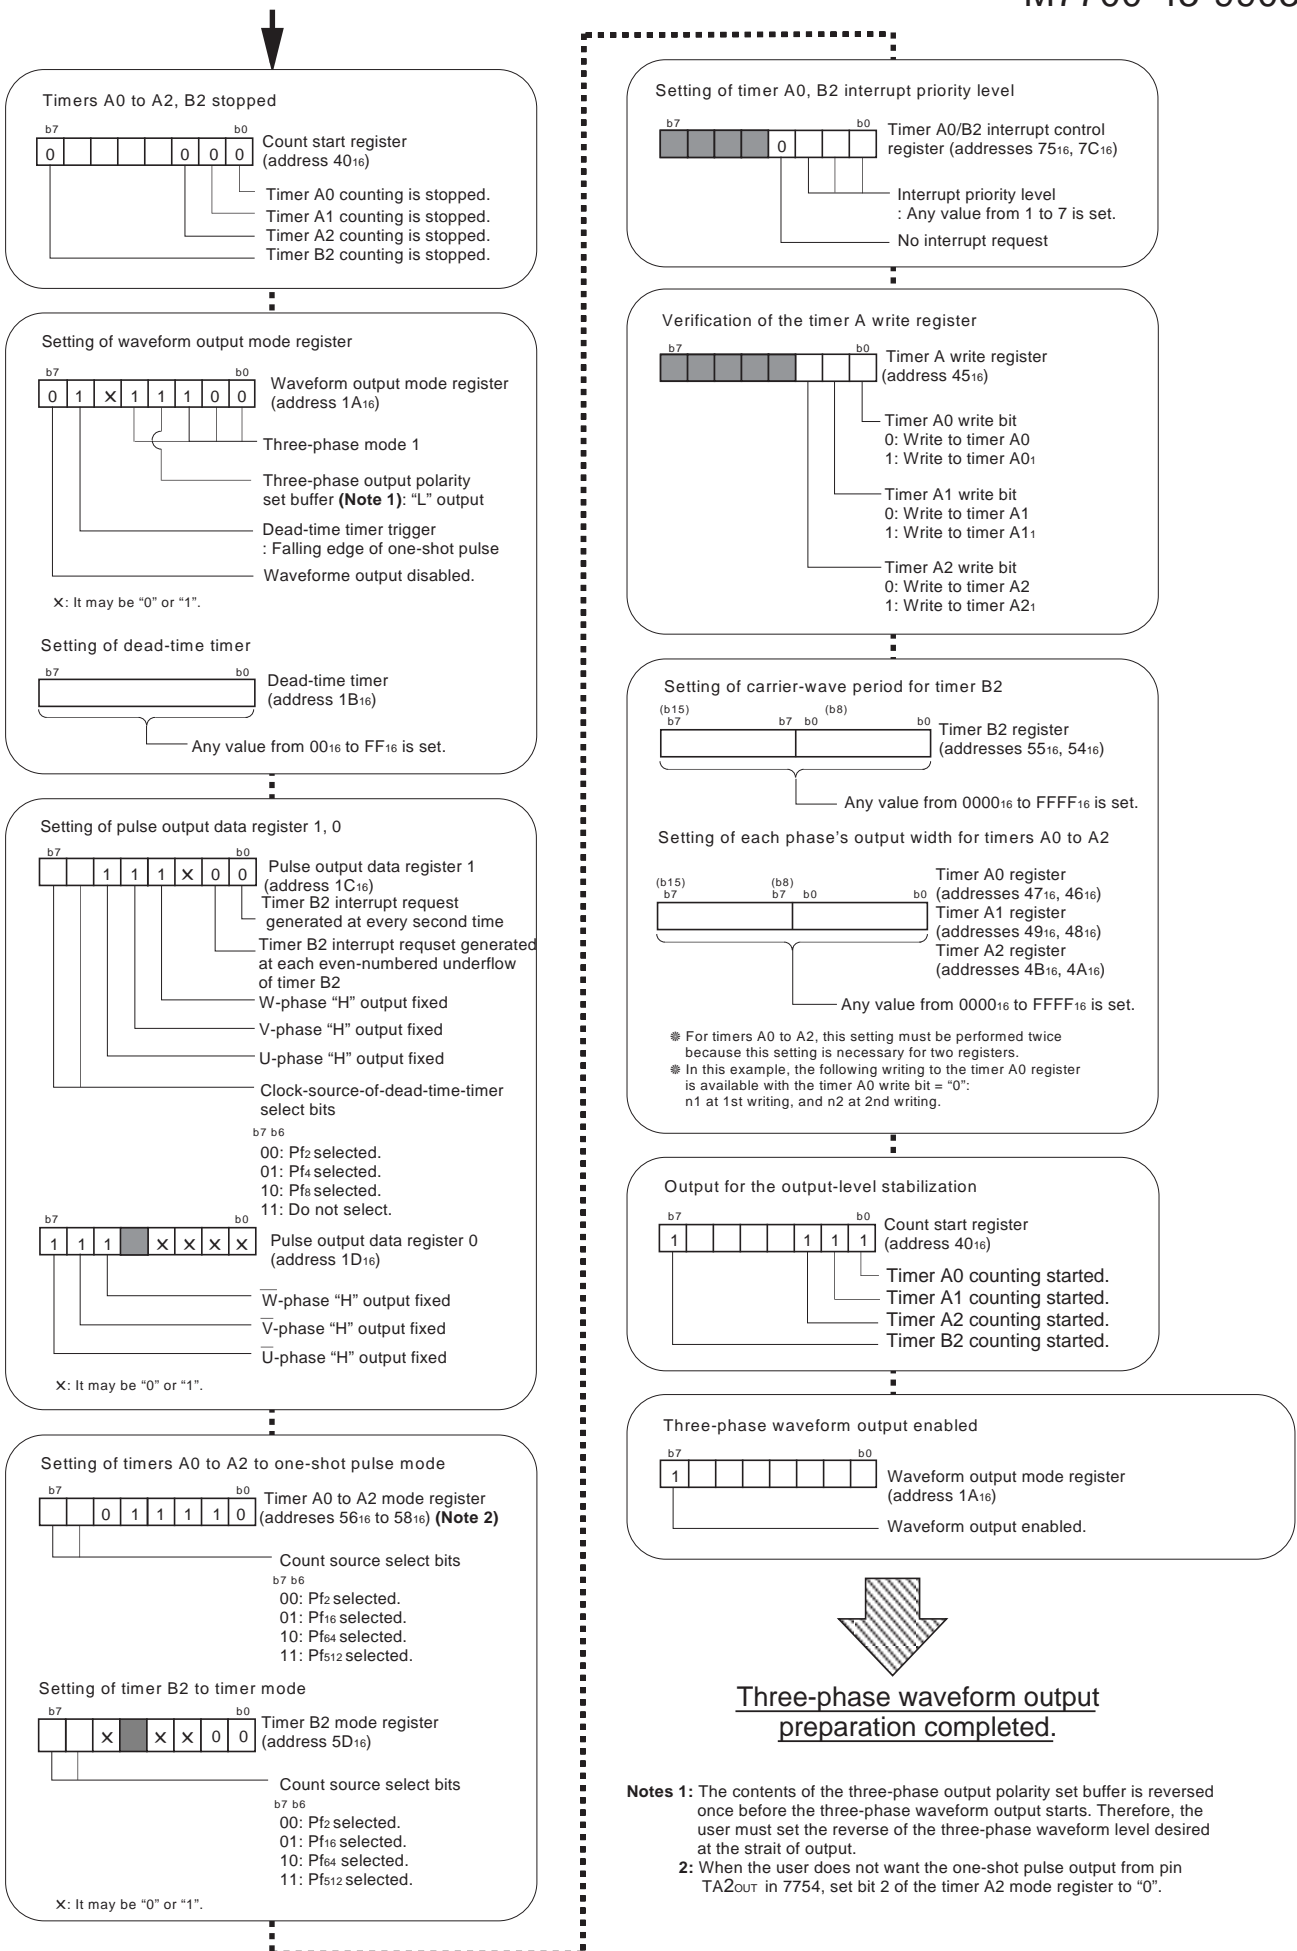 Timers A0 to A2, B2 stopped
b7 b0
0 0 0 0
Count start register
(address 4016)
Timer A0 counting is stopped.
Timer A1 counting is stopped.
Timer A2 counting is stopped.
Timer B2 counting is stopped.
Setting of waveform output mode register
b7 b0
0 1 × 1 1 1 0 0
Waveform output mode register
(address 1A16)
Three-phase mode 1
Three-phase output polarity
set buffer (Note 1): “L” output
Dead-time timer trigger
: Falling edge of one-shot pulse
Waveforme output disabled.
×: It may be “0” or “1”.
Setting of dead-time timer
b7 b0
Dead-time timer
(address 1B16)
Any value from 0016 to FF16 is set.
Setting of pulse output data register 1, 0
b7 b0
1 1 1 × 0 0
Pulse output data register 1
(address 1C16)
Timer B2 interrupt request
generated at every second time
Timer B2 interrupt requset generated
at each even-numbered underflow
of timer B2
W-phase “H” output fixed
V-phase “H” output fixed
U-phase “H” output fixed
Clock-source-of-dead-time-timer
select bits
b7 b6
00: Pf2 selected.
01: Pf4 selected.
10: Pf8 selected.
11: Do not select.
b7 b0
1 1 1 × × × ×
Pulse output data register 0
(address 1D16)
W̅-phase “H” output fixed
V̅-phase “H” output fixed
U̅-phase “H” output fixed
×: It may be “0” or “1”.
Setting of timers A0 to A2 to one-shot pulse mode
b7 b0
0 1 1 1 1 0
Timer A0 to A2 mode register
(addreses 5616 to 5816) (Note 2)
Count source select bits
b7 b6
00: Pf2 selected.
01: Pf16 selected.
10: Pf64 selected.
11: Pf512 selected.
Setting of timer B2 to timer mode
b7 b0
× × × 0 0
Timer B2 mode register
(address 5D16)
Count source select bits
b7 b6
00: Pf2 selected.
01: Pf16 selected.
10: Pf64 selected.
11: Pf512 selected.
×: It may be “0” or “1”.
Setting of timer A0, B2 interrupt priority level
b7 b0
0
Timer A0/B2 interrupt control
register (addresses 7516, 7C16)
Interrupt priority level
: Any value from 1 to 7 is set.
No interrupt request
Verification of the timer A write register
b7 b0
Timer A write register
(address 4516)
Timer A0 write bit
0: Write to timer A0
1: Write to timer A01
Timer A1 write bit
0: Write to timer A1
1: Write to timer A11
Timer A2 write bit
0: Write to timer A2
1: Write to timer A21
Setting of carrier-wave period for timer B2
(b15) (b8)
b7 b7 b0 b0
Timer B2 register
(addresses 5516, 5416)
Any value from 000016 to FFFF16 is set.
Setting of each phase’s output width for timers A0 to A2
(b15) (b8)
b7 b7 b0 b0
Timer A0 register
(addresses 4716, 4616)
Timer A1 register
(addresses 4916, 4816)
Timer A2 register
(addresses 4B16, 4A16)
Any value from 000016 to FFFF16 is set.
❊ For timers A0 to A2, this setting must be performed twice
because this setting is necessary for two registers.
❊ In this example, the following writing to the timer A0 register
is available with the timer A0 write bit = “0”:
n1 at 1st writing, and n2 at 2nd writing.
Output for the output-level stabilization
b7 b0
1 1 1 1
Count start register
(address 4016)
Timer A0 counting started.
Timer A1 counting started.
Timer A2 counting started.
Timer B2 counting started.
Three-phase waveform output enabled
b7 b0
1
Waveform output mode register
(address 1A16)
Waveform output enabled.
Three-phase waveform output
preparation completed.
Notes 1: The contents of the three-phase output polarity set buffer is reversed
once before the three-phase waveform output starts. Therefore, the
user must set the reverse of the three-phase waveform level desired
at the strait of output.
2: When the user does not want the one-shot pulse output from pin
TA2OUT in 7754, set bit 2 of the timer A2 mode register to “0”.